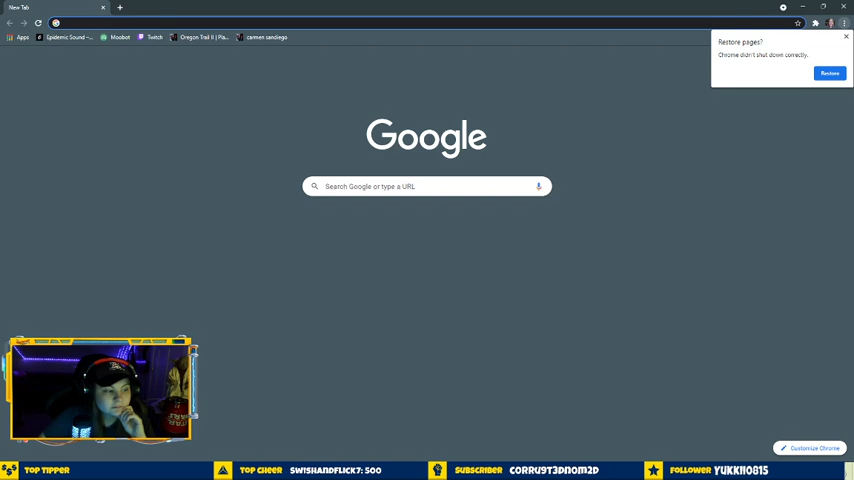 New Tab
Apps
Epidemic Sound –...
Moobot
Twitch
Oregon Trail II | Pla...
carmen sandiego
Restore pages?
Chrome didn't shut down correctly.
Restore
Google
Search Google or type a URL
Customize Chrome
TOP TIPPER
TOP CHEER
SWISHANDFLICK7: 500
SUBSCRIBER
CORRU9T3DNOM2D
FOLLOWER
YUKKI10815